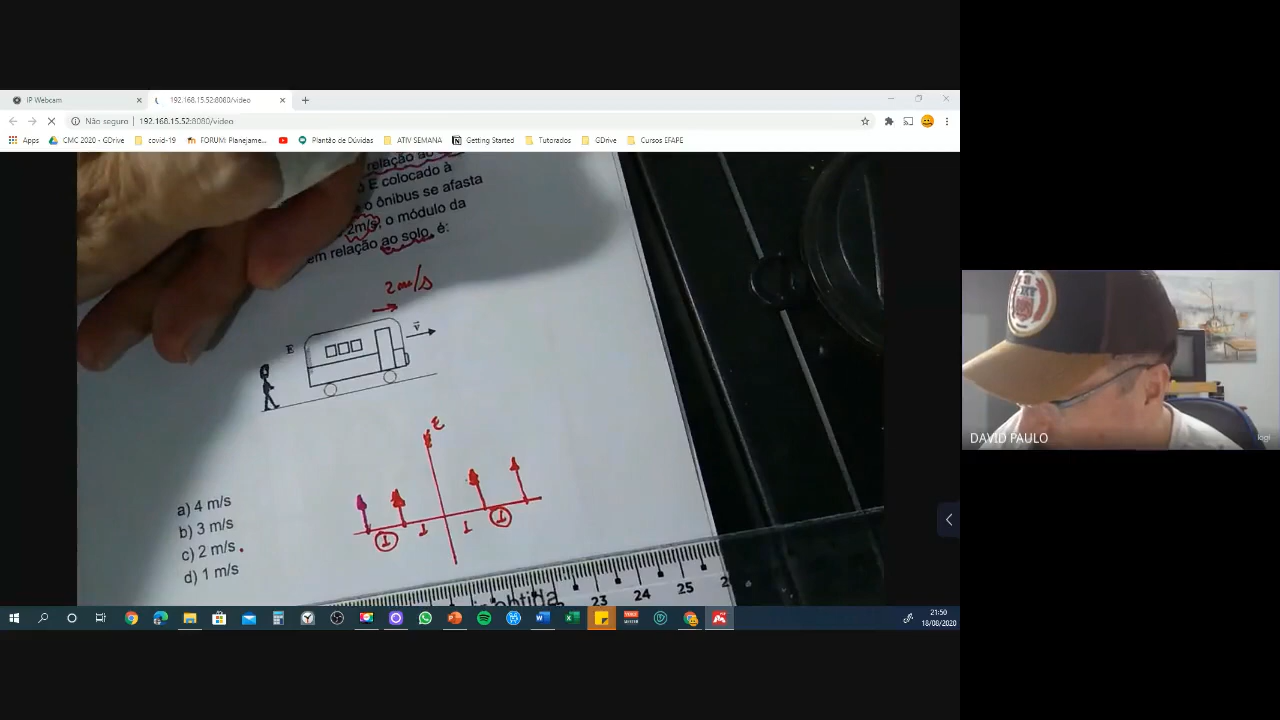 IP Webcam
192.168.15.52:8080/video
Não seguro
192.168.15.52:8080/video
Apps
CMC 2020 - GDrive
covid-19
FORUM: Planejame...
Plantão de Dúvidas
ATIV SEMANA
Getting Started
Tutorados
GDrive
Cursos EFAPE
relação ao
E colocado à
o ônibus se afasta
2m/s, o módulo da
em relação ao solo, é:
2m/s
E
v
E
1 1 1 1
a) 4 m/s
b) 3 m/s
c) 2 m/s
d) 1 m/s
23 24 25
DAVID PAULO
logi
21:50
18/08/2020